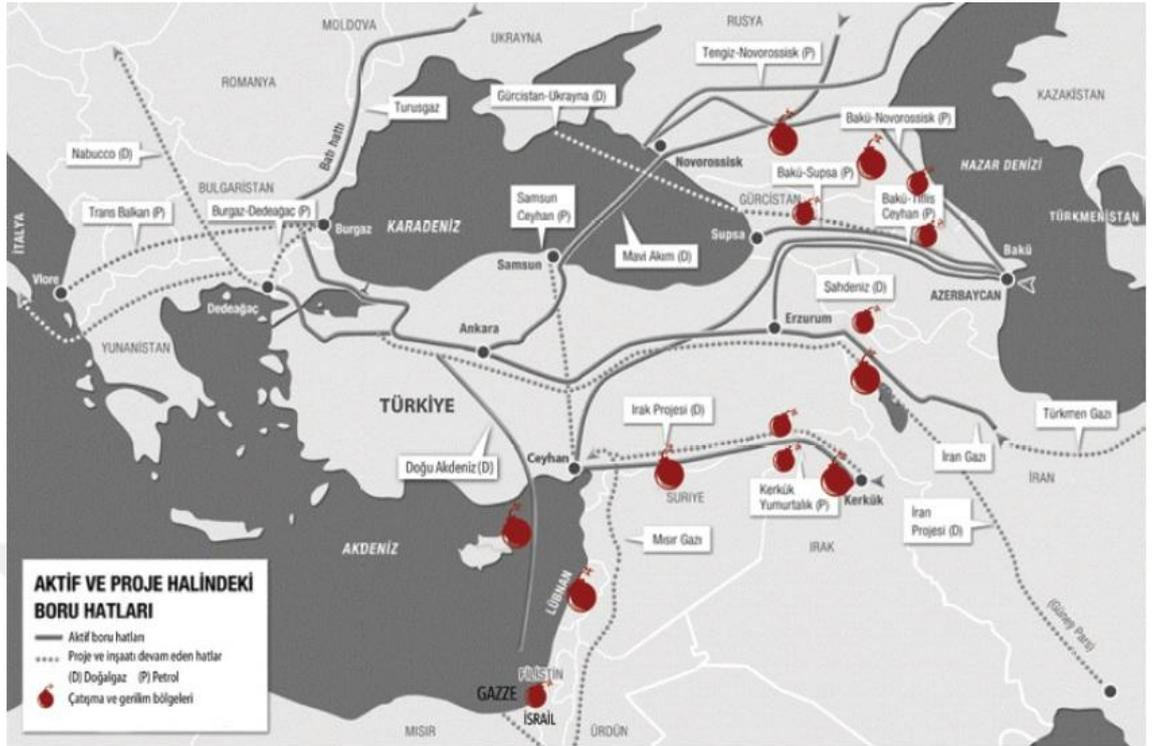 MOLDOVA
UKRAYNA
RUSYA
Tengiz-Novorossisk (P)
ROMANYA
Gürcistan-Ukrayna (D)
Turusgaz
KAZAKİSTAN
Bakü-Novorossisk (P)
Batı hattı
Nabucco (D)
Novorossisk
HAZAR DENİZİ
Bakü-Supsa (P)
BULGARİSTAN
Samsun
Ceyhan (P)
GÜRCİSTAN
Bakü-Tiflis
Ceyhan (P)
Trans Balkan (P)
Burgaz-Dedeağaç (P)
İTALYA
TÜRKMENİSTAN
Burgaz
KARADENİZ
Supsa
Mavi Akım (D)
Bakü
Samsun
Vlore
Şahdeniz (D)
AZERBAYCAN
Dedeağaç
Erzurum
Ankara
YUNANİSTAN
TÜRKİYE
Irak Projesi (D)
Türkmen Gazı
Doğu Akdeniz (D)
Ceyhan
İran Gazı
SURİYE
Kerkük
Yumurtalık (P)
Kerkük
İRAN
İran
Projesi (D)
Mısır Gazı
AKDENİZ
IRAK
LÜBNAN
(Güney Pars)
AKTİF VE PROJE HALİNDEKİ
BORU HATLARI
Aktif boru hatları
Proje ve inşaatı devam eden hatlar
(D) Doğalgaz (P) Petrol
Çatışma ve gerilim bölgeleri
FİLİSTİN
GAZZE
İSRAİL
MISIR
ÜRDÜN